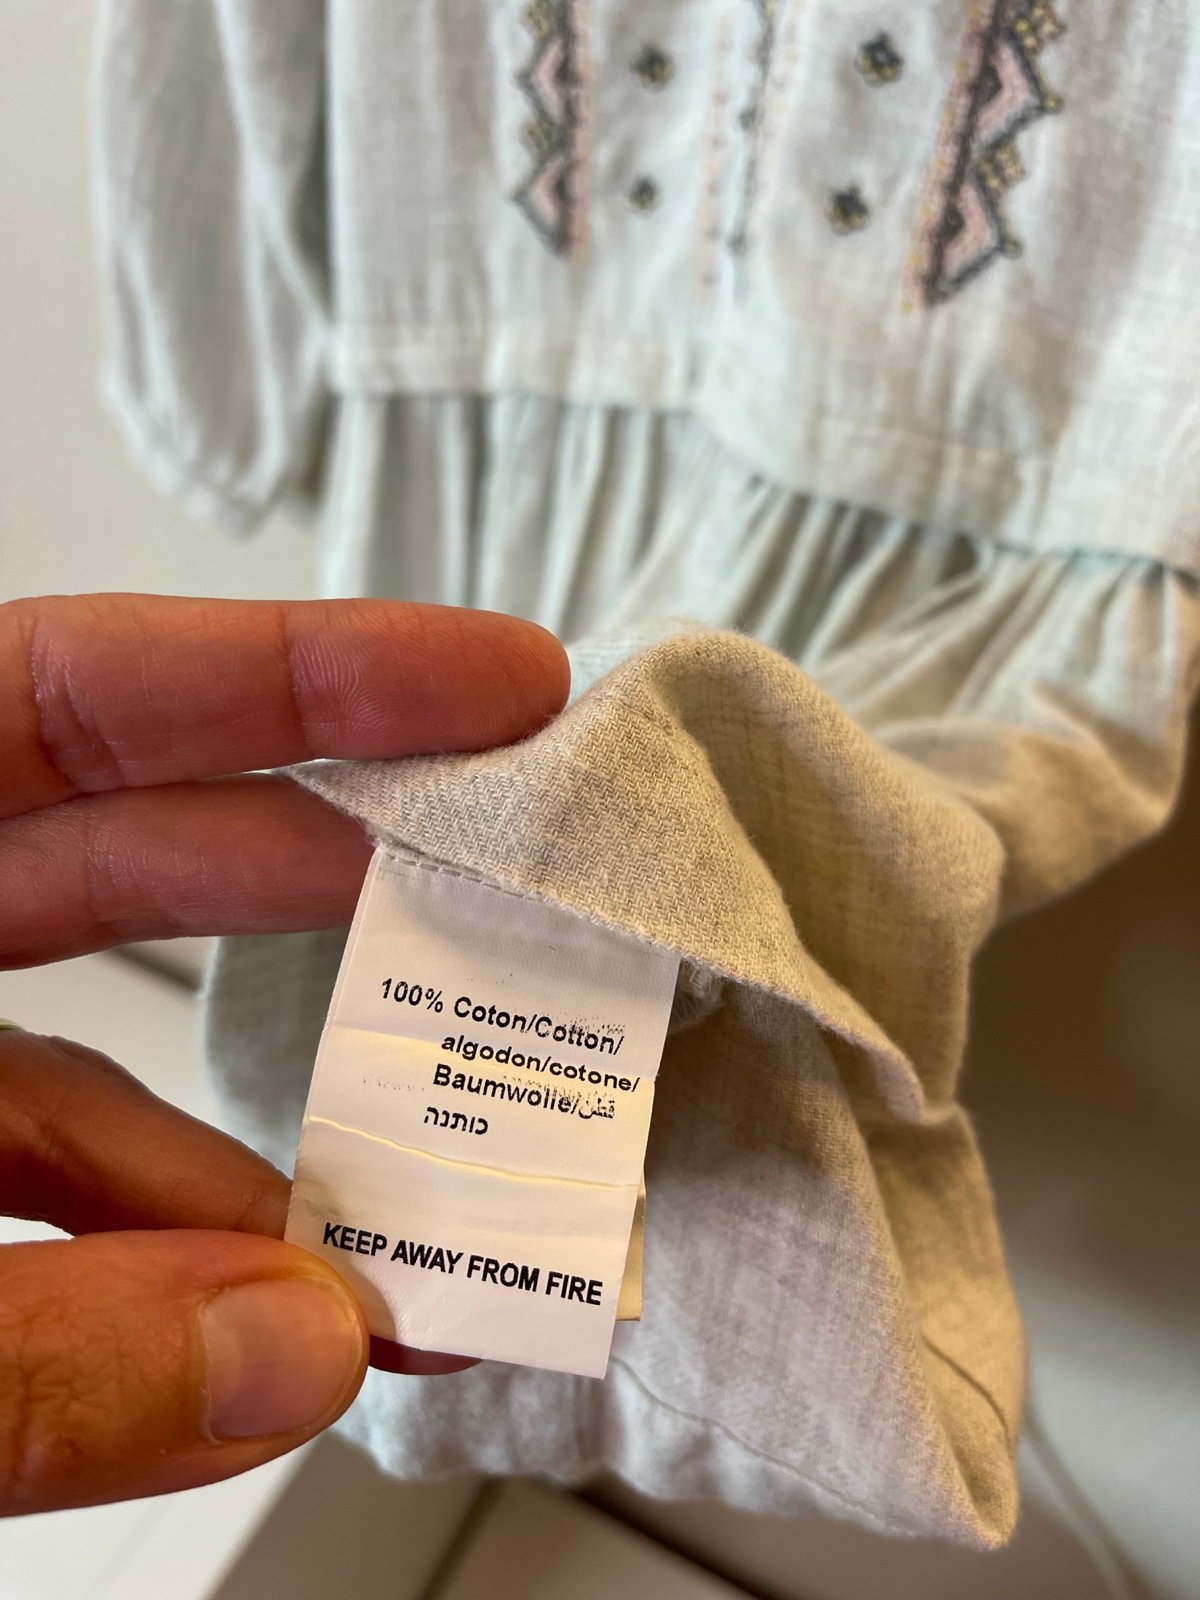 100% Coton/Cotton/
algodon/cotone/
Baumwolle/قطن
כותנה
KEEP AWAY FROM FIRE